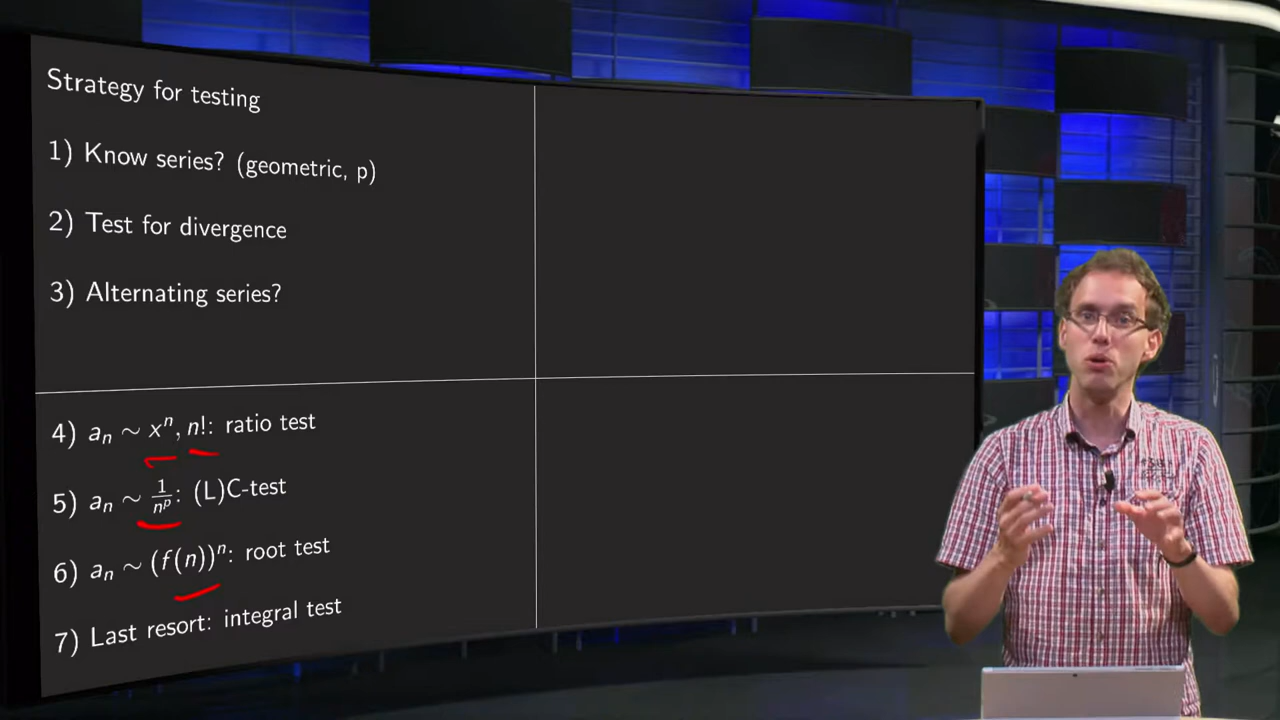 Strategy for testing
1) Know series? (geometric, p)
2) Test for divergence
3) Alternating series?
4) aₙ ∼ xⁿ, n!: ratio test
5) aₙ ∼ 1/nᵖ: (L)C-test
6) aₙ ∼ (f(n))ⁿ: root test
7) Last resort: integral test